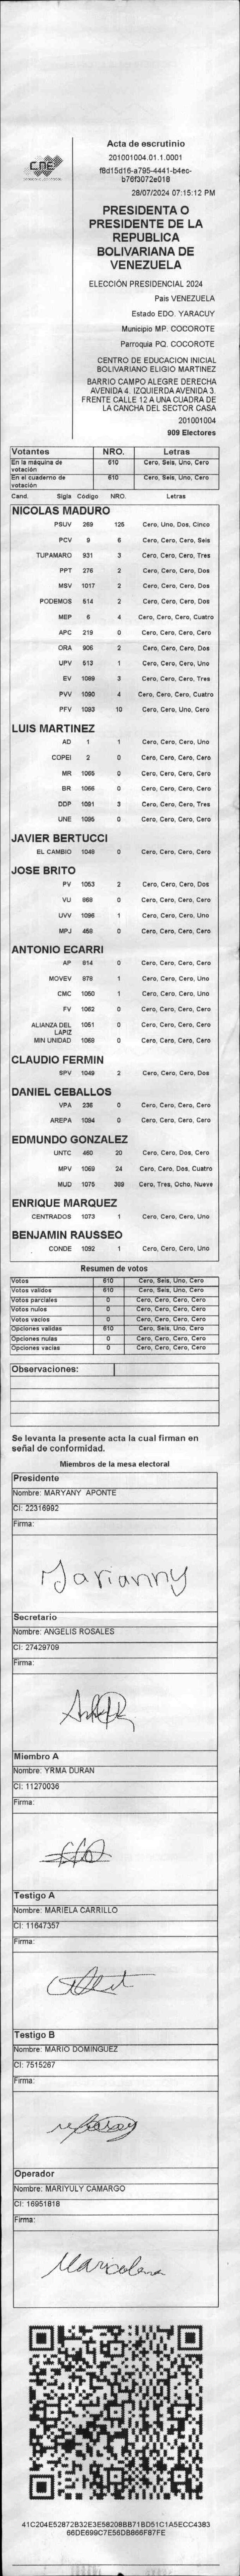 CNE
Acta de escrutinio
201001004.01.1.0001
f8d15d16-a795-4441-b4ec-
b76f3072e018
28/07/2024 07:15:12 PM
PRESIDENTA O
PRESIDENTE DE LA
REPUBLICA
BOLIVARIANA DE
VENEZUELA
ELECCIÓN PRESIDENCIAL 2024
País VENEZUELA
Estado EDO. YARACUY
Municipio MP. COCOROTE
Parroquia PQ. COCOROTE
CENTRO DE EDUCACION INICIAL
BOLIVARIANO ELIGIO MARTINEZ
BARRIO CAMPO ALEGRE DERECHA
AVENIDA 4. IZQUIERDA AVENIDA 3.
FRENTE CALLE 12 A UNA CUADRA DE
LA CANCHA DEL SECTOR CASA
201001004
909 Electores
Votantes NRO. Letras
En la máquina de votación 610 Cero, Seis, Uno, Cero
En el cuaderno de votación 610 Cero, Seis, Uno, Cero
Cand. Sigla Código NRO. Letras
NICOLAS MADURO
PSUV 269 125 Cero, Uno, Dos, Cinco
PCV 9 6 Cero, Cero, Cero, Seis
TUPAMARO 931 3 Cero, Cero, Cero, Tres
PPT 276 2 Cero, Cero, Cero, Dos
MSV 1017 2 Cero, Cero, Cero, Dos
PODEMOS 514 2 Cero, Cero, Cero, Dos
MEP 6 4 Cero, Cero, Cero, Cuatro
APC 219 0 Cero, Cero, Cero, Cero
ORA 906 2 Cero, Cero, Cero, Dos
UPV 513 1 Cero, Cero, Cero, Uno
EV 1089 3 Cero, Cero, Cero, Tres
PVV 1090 4 Cero, Cero, Cero, Cuatro
PFV 1093 10 Cero, Cero, Uno, Cero
LUIS MARTINEZ
AD 1 1 Cero, Cero, Cero, Uno
COPEI 2 0 Cero, Cero, Cero, Cero
MR 1065 0 Cero, Cero, Cero, Cero
BR 1066 0 Cero, Cero, Cero, Cero
DDP 1091 3 Cero, Cero, Cero, Tres
UNE 1095 0 Cero, Cero, Cero, Cero
JAVIER BERTUCCI
EL CAMBIO 1048 0 Cero, Cero, Cero, Cero
JOSE BRITO
PV 1053 2 Cero, Cero, Cero, Dos
VU 868 0 Cero, Cero, Cero, Cero
UVV 1096 1 Cero, Cero, Cero, Uno
MPJ 458 0 Cero, Cero, Cero, Cero
ANTONIO ECARRI
AP 814 0 Cero, Cero, Cero, Cero
MOVEV 878 1 Cero, Cero, Cero, Uno
CMC 1050 1 Cero, Cero, Cero, Uno
FV 1062 0 Cero, Cero, Cero, Cero
ALIANZA DEL LAPIZ 1051 0 Cero, Cero, Cero, Cero
MIN UNIDAD 1068 0 Cero, Cero, Cero, Cero
CLAUDIO FERMIN
SPV 1049 2 Cero, Cero, Cero, Dos
DANIEL CEBALLOS
VPA 236 0 Cero, Cero, Cero, Cero
AREPA 1094 0 Cero, Cero, Cero, Cero
EDMUNDO GONZALEZ
UNTC 460 20 Cero, Cero, Dos, Cero
MPV 1069 24 Cero, Cero, Dos, Cuatro
MUD 1075 389 Cero, Tres, Ocho, Nueve
ENRIQUE MARQUEZ
CENTRADOS 1073 1 Cero, Cero, Cero, Uno
BENJAMIN RAUSSEO
CONDE 1092 1 Cero, Cero, Cero, Uno
Resumen de votos
Votos 610 Cero, Seis, Uno, Cero
Votos validos 610 Cero, Seis, Uno, Cero
Votos parciales 0 Cero, Cero, Cero, Cero
Votos nulos 0 Cero, Cero, Cero, Cero
Votos vacios 0 Cero, Cero, Cero, Cero
Opciones validas 610 Cero, Seis, Uno, Cero
Opciones nulas 0 Cero, Cero, Cero, Cero
Opciones vacias 0 Cero, Cero, Cero, Cero
Observaciones:
Se levanta la presente acta la cual firman en
señal de conformidad.
Miembros de la mesa electoral
Presidente
Nombre: MARYANY APONTE
CI: 22316992
Firma:
Marianny
Secretario
Nombre: ANGELIS ROSALES
CI: 27429709
Firma:
Miembro A
Nombre: YRMA DURAN
CI: 11270036
Firma:
Testigo A
Nombre: MARIELA CARRILLO
CI: 11647357
Firma:
Testigo B
Nombre: MARIO DOMINGUEZ
CI: 7515267
Firma:
Operador
Nombre: MARIYULY CAMARGO
CI: 16951818
Firma:
41C204E52872B32E3E58208BB71BD51C1A5ECC4383
66DE699C7E56DB866F87FE